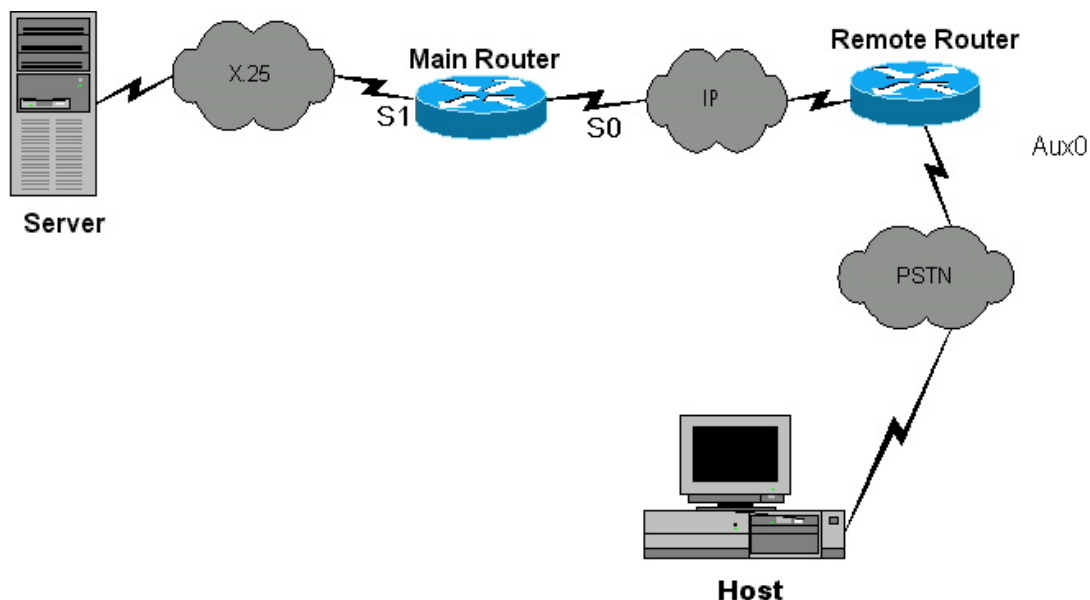 Remote Router
Main Router
X.25
IP
S1
S0
Aux0
Server
PSTN
Host